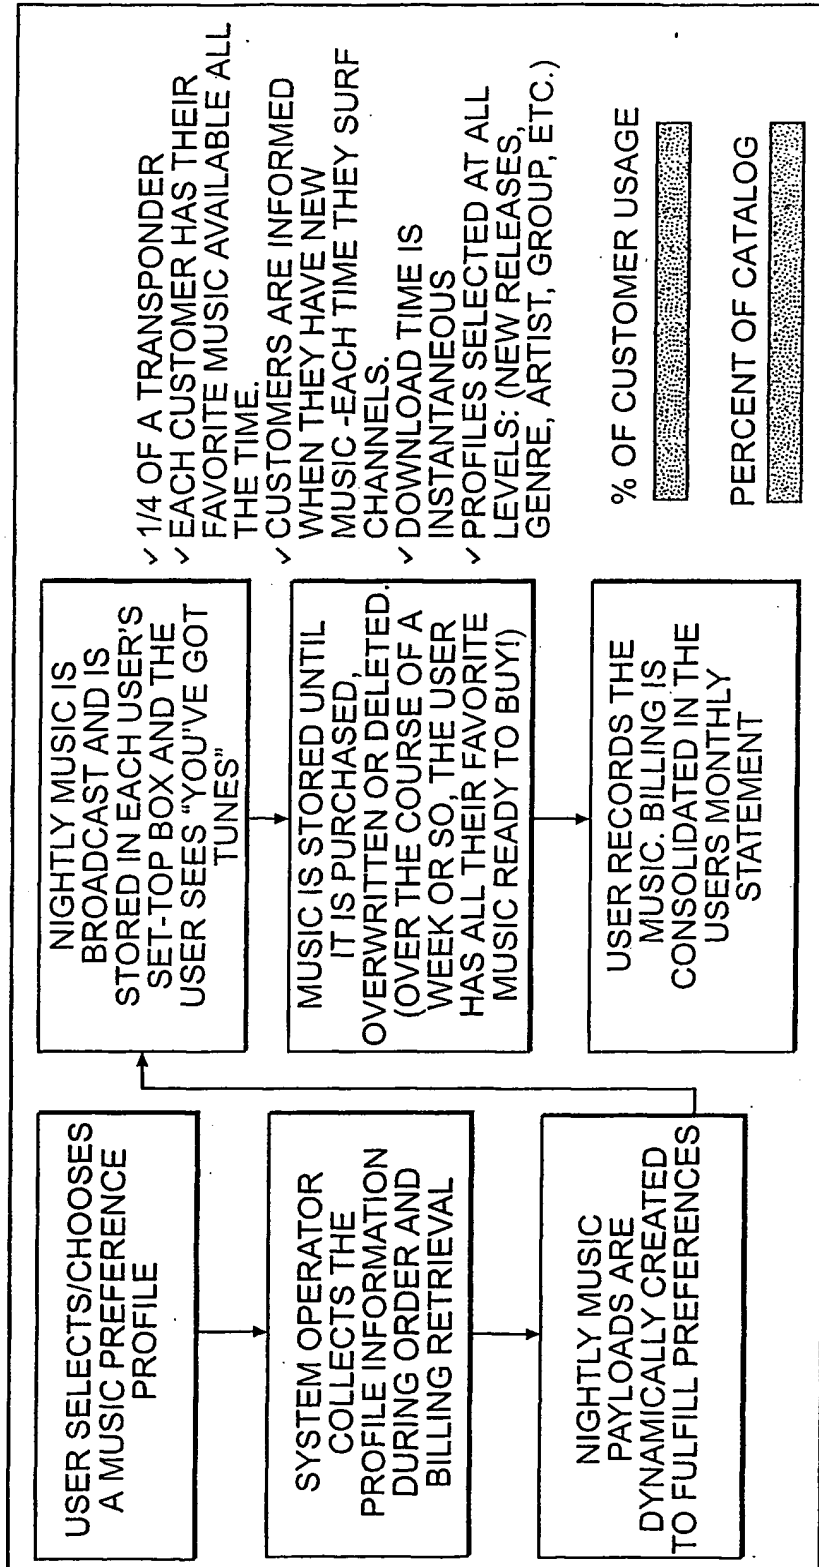 USER SELECTS/CHOOSES
A MUSIC PREFERENCE
PROFILE
SYSTEM OPERATOR
COLLECTS THE
PROFILE INFORMATION
DURING ORDER AND
BILLING RETRIEVAL
NIGHTLY MUSIC
PAYLOADS ARE
DYNAMICALLY CREATED
TO FULFILL PREFERENCES
NIGHTLY MUSIC IS
BROADCAST AND IS
STORED IN EACH USER'S
SET-TOP BOX AND THE
USER SEES “YOU'VE GOT
TUNES”
MUSIC IS STORED UNTIL
IT IS PURCHASED,
OVERWRITTEN OR DELETED.
(OVER THE COURSE OF A
WEEK OR SO, THE USER
HAS ALL THEIR FAVORITE
MUSIC READY TO BUY!)
USER RECORDS THE
MUSIC. BILLING IS
CONSOLIDATED IN THE
USERS MONTHLY
STATEMENT
✓ 1/4 OF A TRANSPONDER
✓ EACH CUSTOMER HAS THEIR
FAVORITE MUSIC AVAILABLE ALL
THE TIME.
✓ CUSTOMERS ARE INFORMED
WHEN THEY HAVE NEW
MUSIC -EACH TIME THEY SURF
CHANNELS.
✓ DOWNLOAD TIME IS
INSTANTANEOUS
✓ PROFILES SELECTED AT ALL
LEVELS: (NEW RELEASES,
GENRE, ARTIST, GROUP, ETC.)
% OF CUSTOMER USAGE
PERCENT OF CATALOG